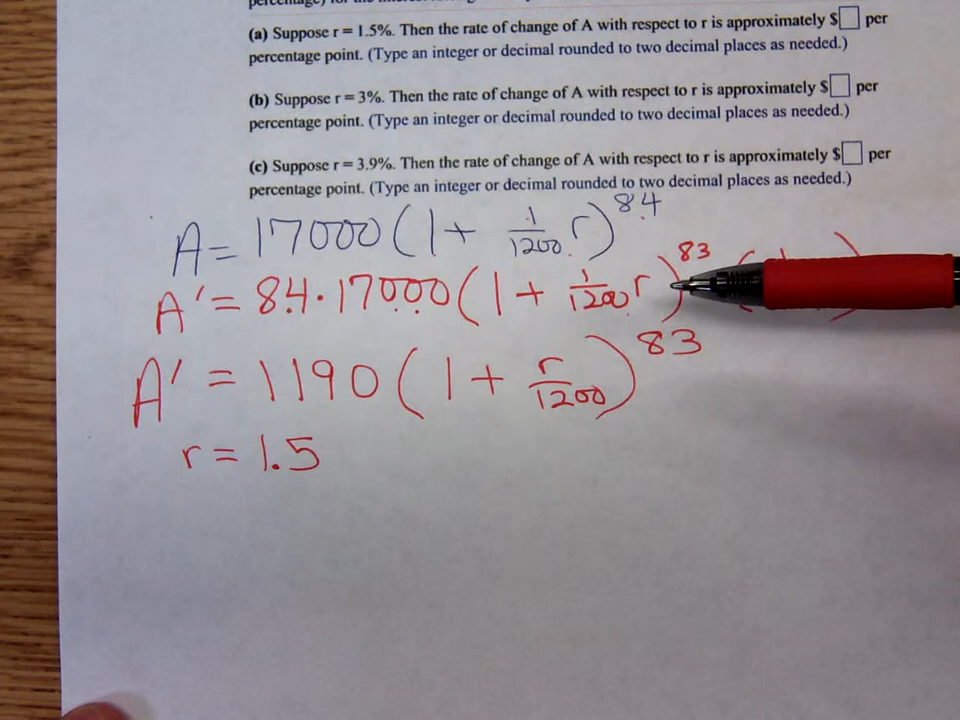 (a) Suppose r = 1.5%. Then the rate of change of A with respect to r is approximately $□ per
percentage point. (Type an integer or decimal rounded to two decimal places as needed.)
(b) Suppose r = 3%. Then the rate of change of A with respect to r is approximately $□ per
percentage point. (Type an integer or decimal rounded to two decimal places as needed.)
(c) Suppose r = 3.9%. Then the rate of change of A with respect to r is approximately $□ per
percentage point. (Type an integer or decimal rounded to two decimal places as needed.)
A = 17000 (1 + 1/1200 r)^84
A' = 84 · 17000 (1 + 1/1200 r)^83
A' = 1190 (1 + r/1200)^83
r = 1.5